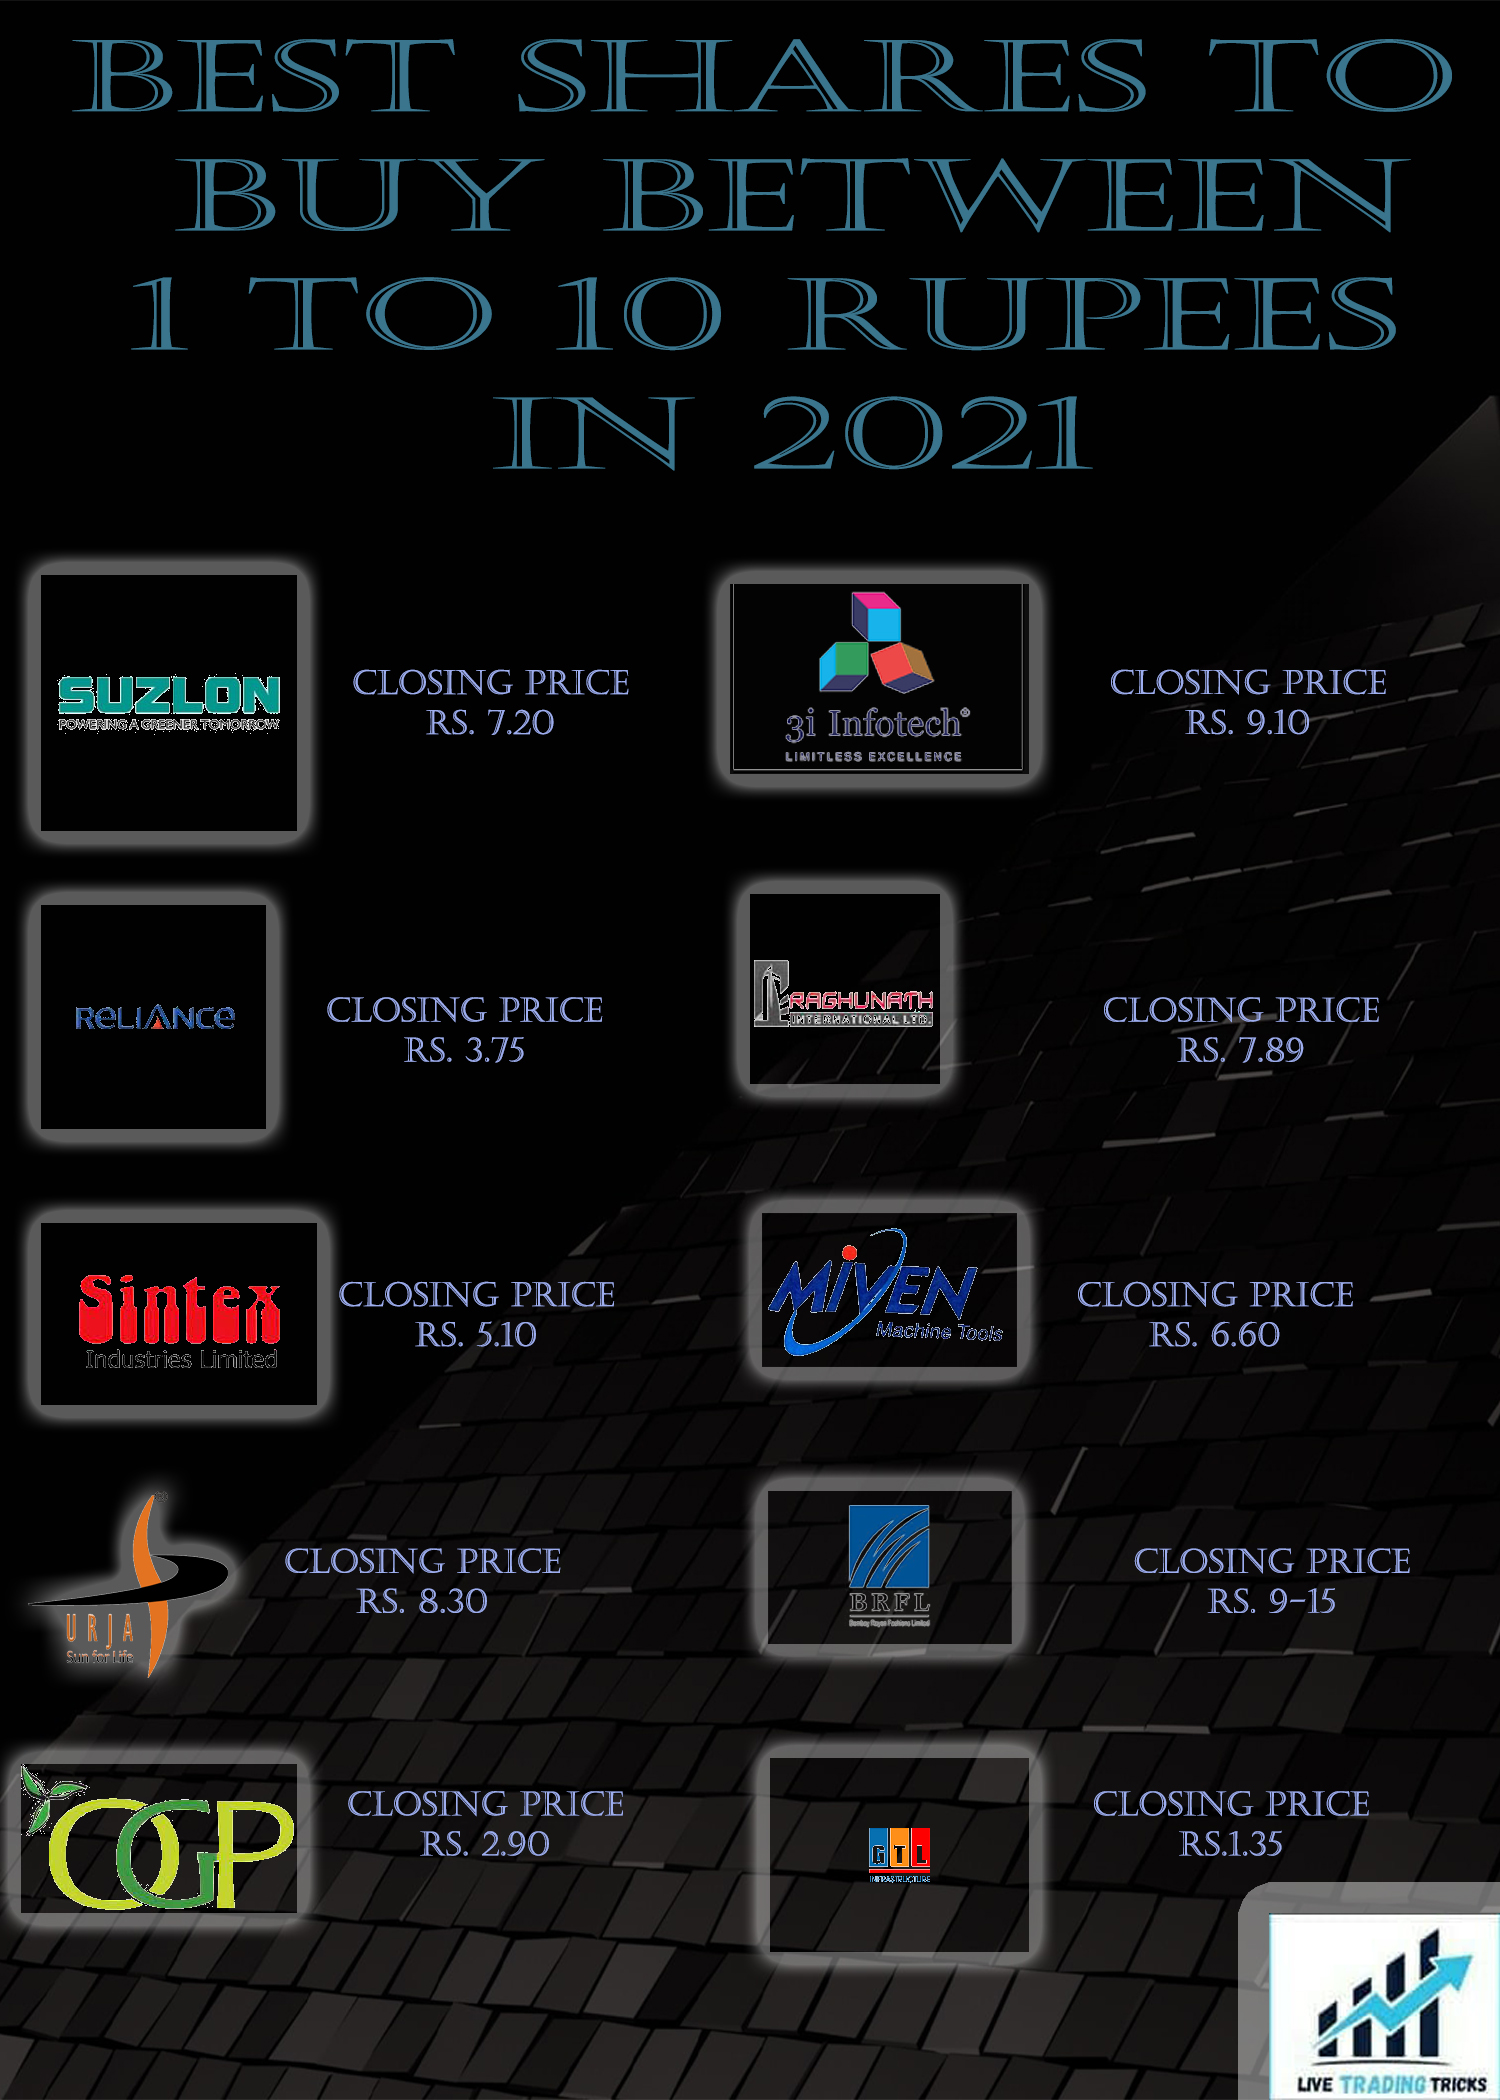 BEST SHARES TO
BUY BETWEEN
1 TO 10 RUPEES
IN 2021
SUZLON
POWERING A GREENER TOMORROW
CLOSING PRICE
RS. 7.20
3i Infotech®
LIMITLESS EXCELLENCE
CLOSING PRICE
RS. 9.10
RELIANCe
CLOSING PRICE
RS. 3.75
RAGHUNATH
INTERNATIONAL LTD.
CLOSING PRICE
RS. 7.89
Sintex
Industries Limited
CLOSING PRICE
RS. 5.10
MIVEN
Machine Tools
CLOSING PRICE
RS. 6.60
URJA
Sun for Life
CLOSING PRICE
RS. 8.30
BRFL
Bombay Rayon Fashions Limited
CLOSING PRICE
RS. 9-15
OGP
CLOSING PRICE
RS. 2.90
GTL
INFRASTRUCTURE
CLOSING PRICE
RS.1.35
LIVE TRADING TRICKS